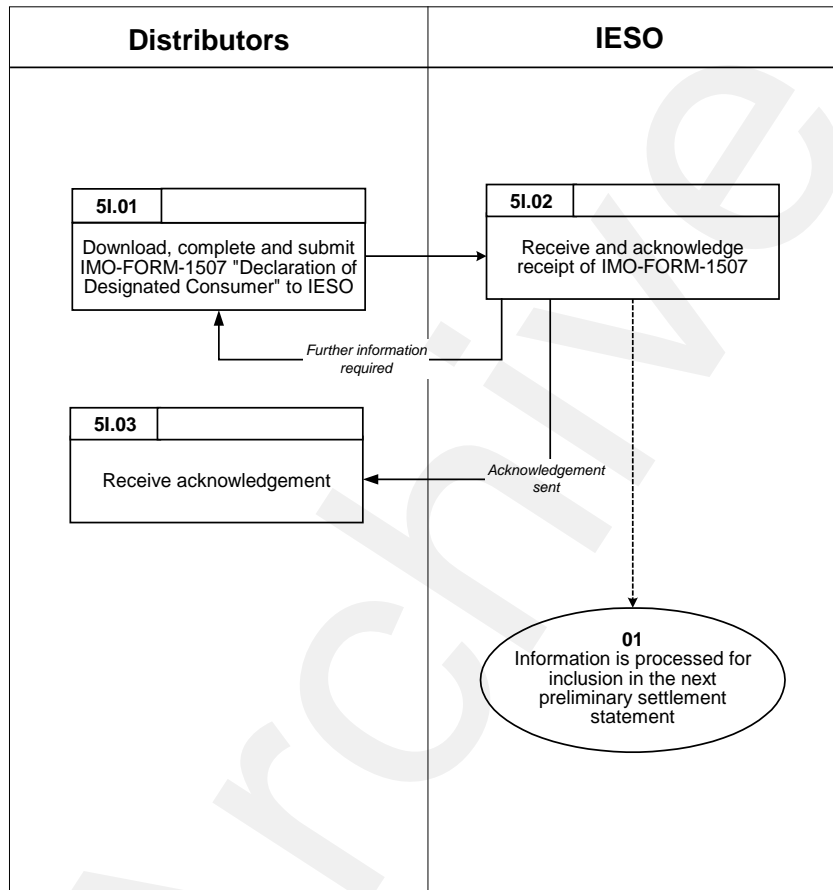 Distributors
IESO
5I.01
Download, complete and submit
IMO-FORM-1507 "Declaration of
Designated Consumer" to IESO
5I.02
Receive and acknowledge
receipt of IMO-FORM-1507
Further information
required
5I.03
Receive acknowledgement
Acknowledgement
sent
01
Information is processed for
inclusion in the next
preliminary settlement
statement
Archive